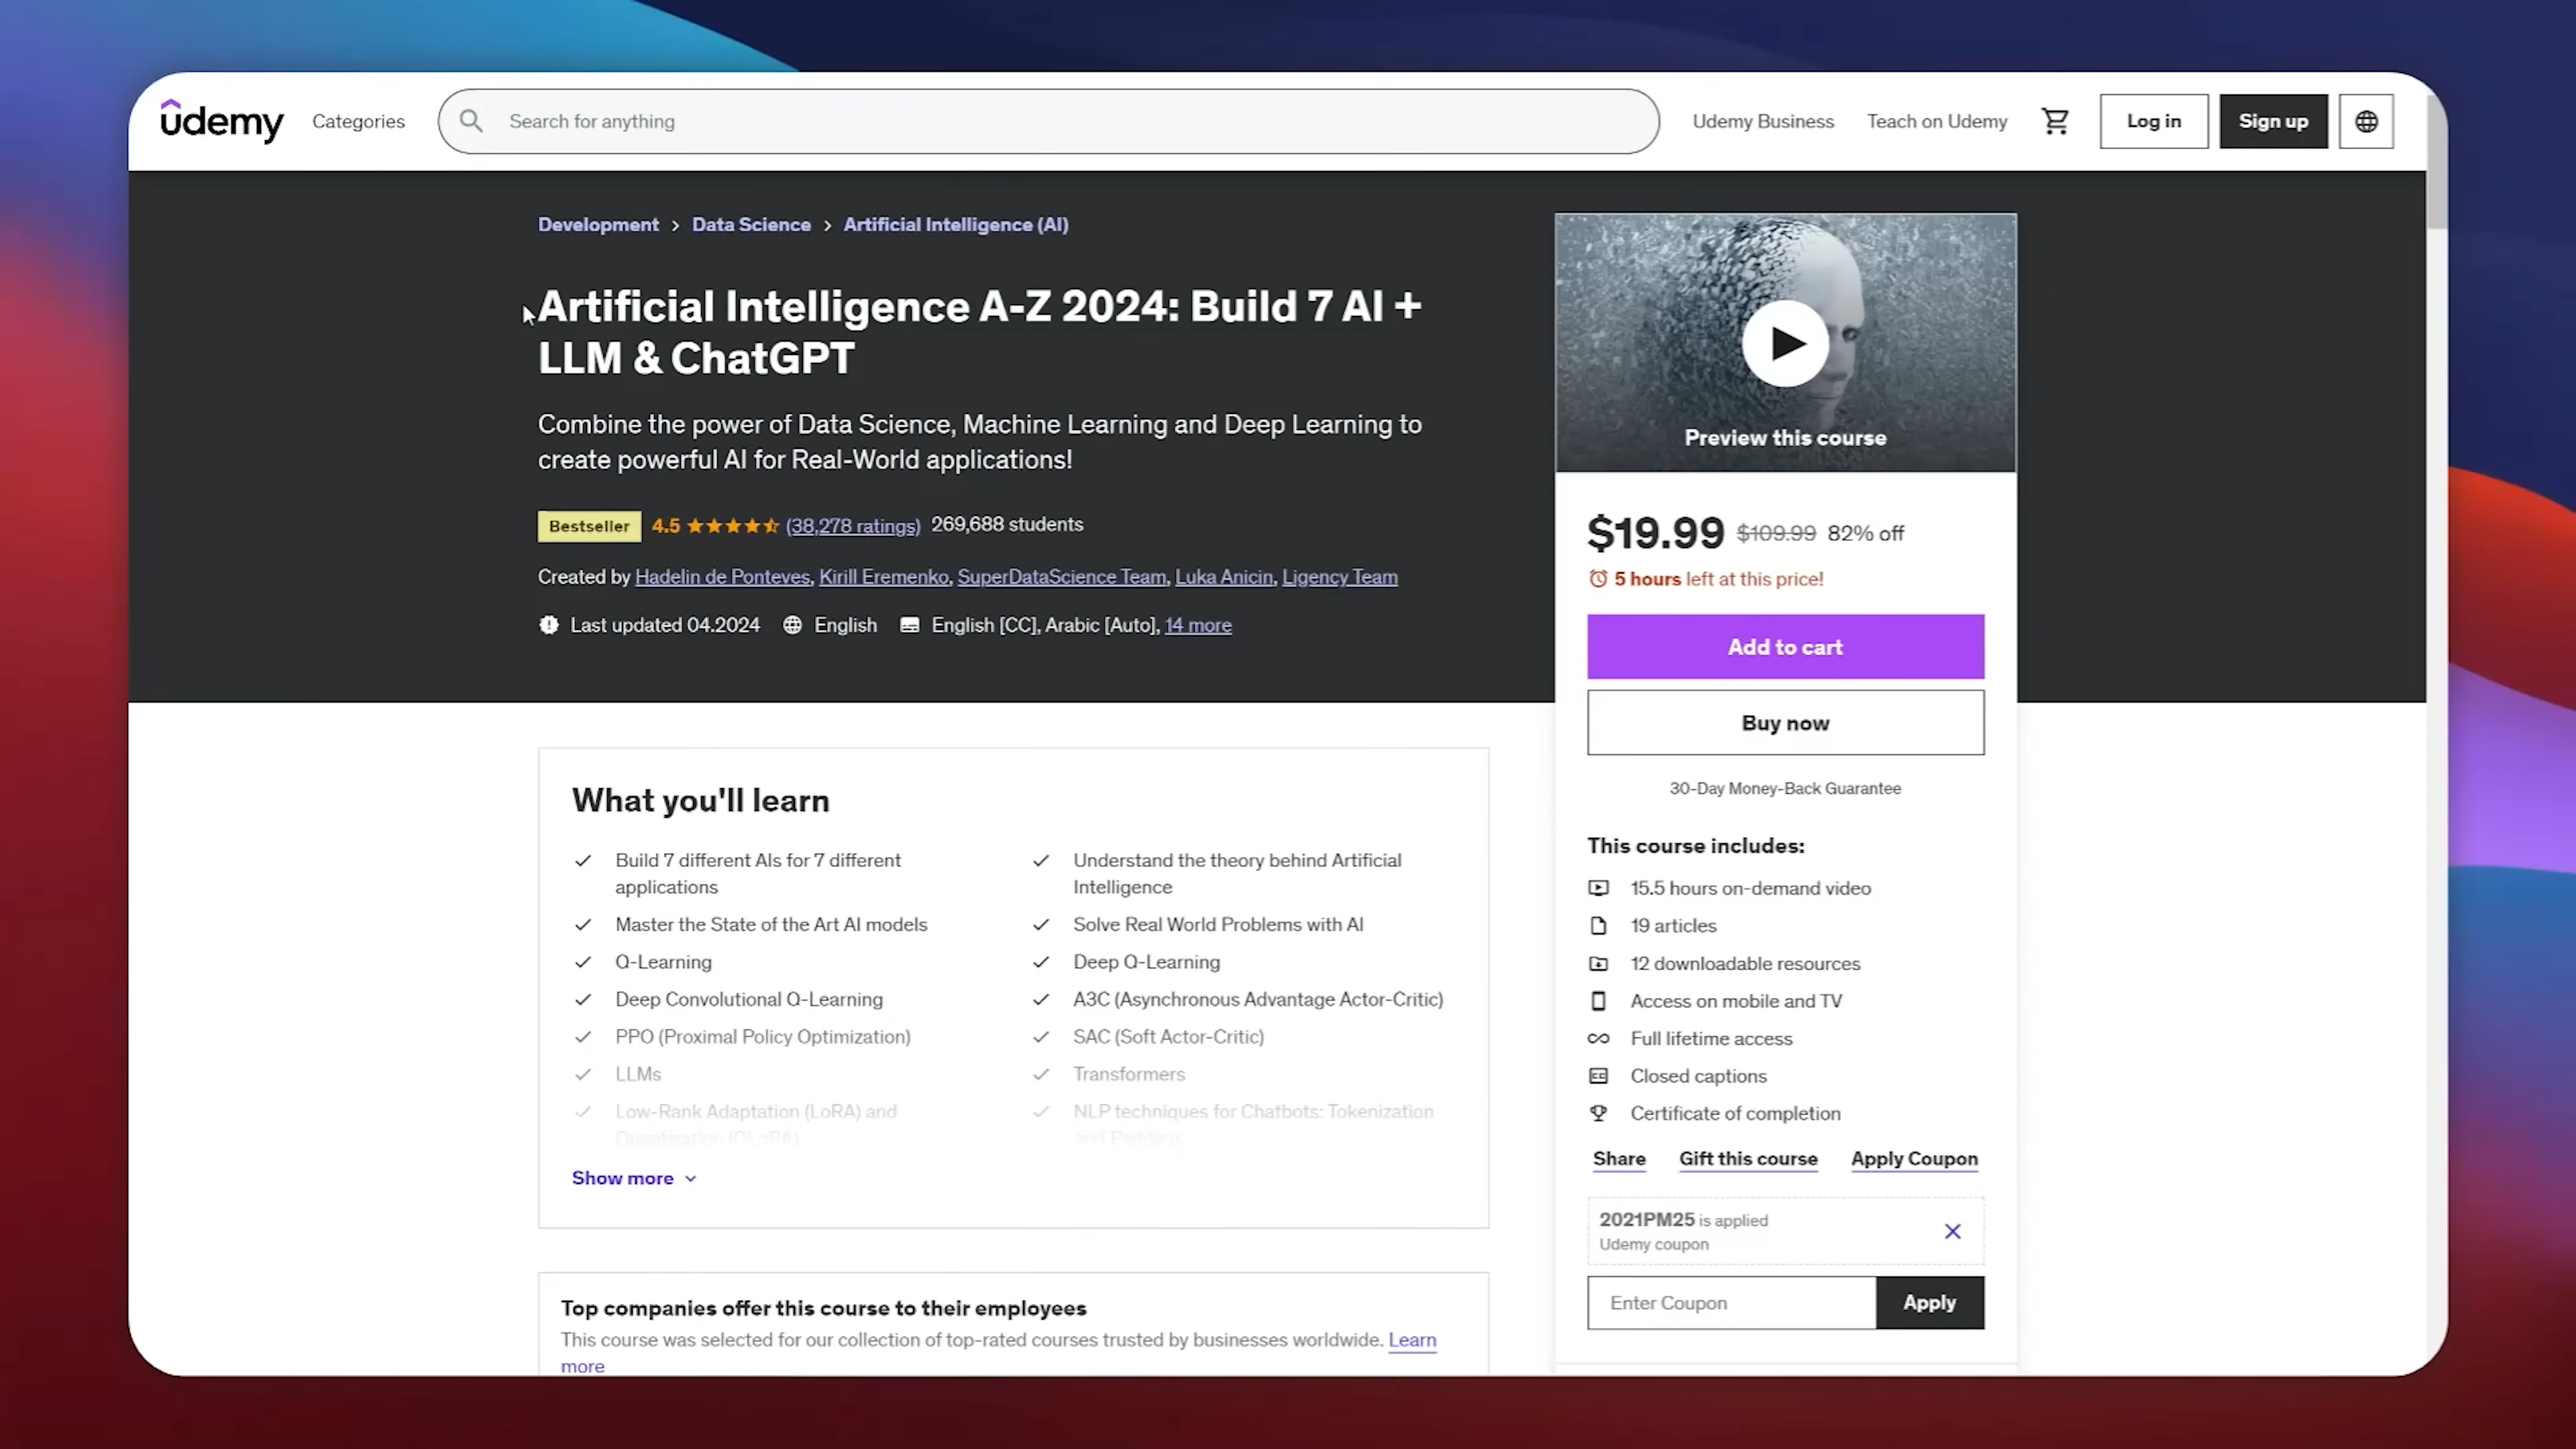 udemy
Categories
Search for anything
Udemy Business
Teach on Udemy
Log in
Sign up
Development > Data Science > Artificial Intelligence (AI)
Artificial Intelligence A-Z 2024: Build 7 AI +
LLM & ChatGPT
Combine the power of Data Science, Machine Learning and Deep Learning to
create powerful AI for Real-World applications!
Bestseller 4.5 (38,278 ratings) 269,688 students
Created by Hadelin de Ponteves, Kirill Eremenko, SuperDataScience Team, Luka Anicin, Ligency Team
Last updated 04.2024 English English [CC], Arabic [Auto], 14 more
What you'll learn
Build 7 different AIs for 7 different
applications
Master the State of the Art AI models
Q-Learning
Deep Convolutional Q-Learning
PPO (Proximal Policy Optimization)
LLMs
Low-Rank Adaptation (LoRA) and
Quantization (QLoRA)
Understand the theory behind Artificial
Intelligence
Solve Real World Problems with AI
Deep Q-Learning
A3C (Asynchronous Advantage Actor-Critic)
SAC (Soft Actor-Critic)
Transformers
NLP techniques for Chatbots: Tokenization
and Padding
Show more
Top companies offer this course to their employees
This course was selected for our collection of top-rated courses trusted by businesses worldwide. Learn
more
Preview this course
$19.99 $109.99 82% off
5 hours left at this price!
Add to cart
Buy now
30-Day Money-Back Guarantee
This course includes:
15.5 hours on-demand video
19 articles
12 downloadable resources
Access on mobile and TV
Full lifetime access
Closed captions
Certificate of completion
Share Gift this course Apply Coupon
2021PM25 is applied
Udemy coupon
Enter Coupon
Apply